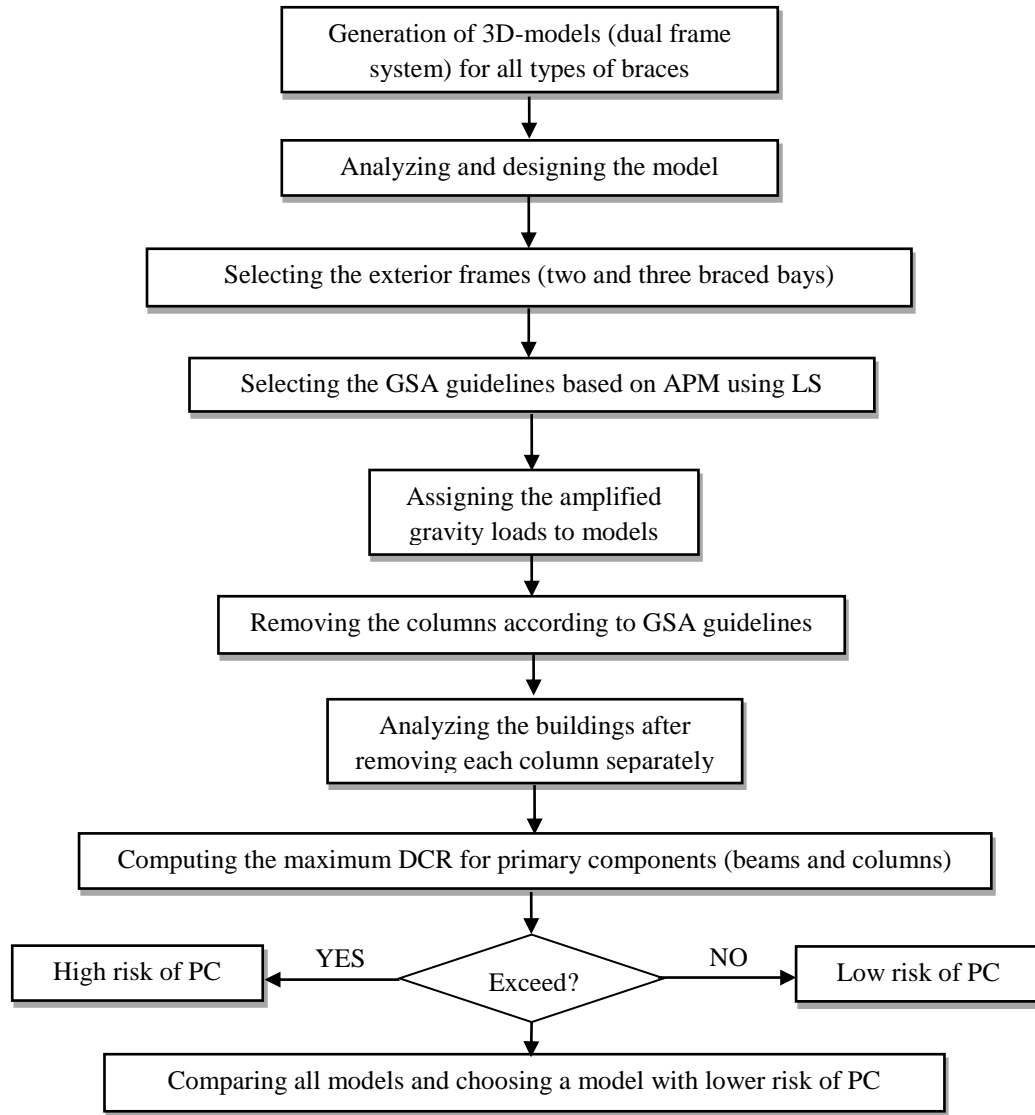 Generation of 3D-models (dual frame
system) for all types of braces
Analyzing and designing the model
Selecting the exterior frames (two and three braced bays)
Selecting the GSA guidelines based on APM using LS
Assigning the amplified
gravity loads to models
Removing the columns according to GSA guidelines
Analyzing the buildings after
removing each column separately
Computing the maximum DCR for primary components (beams and columns)
High risk of PC
YES
Exceed?
NO
Low risk of PC
Comparing all models and choosing a model with lower risk of PC